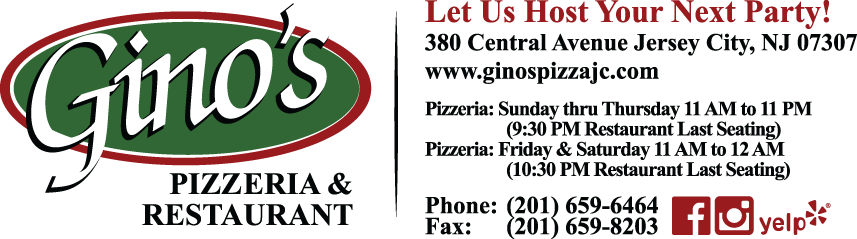 Gino's
PIZZERIA &
RESTAURANT
Let Us Host Your Next Party!
380 Central Avenue Jersey City, NJ 07307
www.ginospizzajc.com
Pizzeria: Sunday thru Thursday 11 AM to 11 PM
(9:30 PM Restaurant Last Seating)
Pizzeria: Friday & Saturday 11 AM to 12 AM
(10:30 PM Restaurant Last Seating)
Phone: (201) 659-6464
Fax: (201) 659-8203
f
yelp